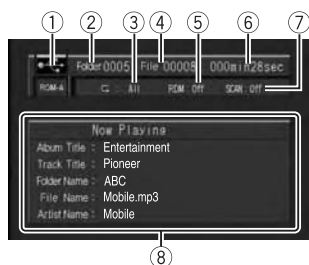 ① ② ③ ④ ⑤ ⑥ ⑦
Folder 0005 File 00008 000min28sec
ROM-A : All RDM : Off SCAN : Off
Now Playing
Album Title : Entertainment
Track Title : Pioneer
Folder Name : ABC
File Name : Mobile.mp3
Artist Name : Mobile
⑧